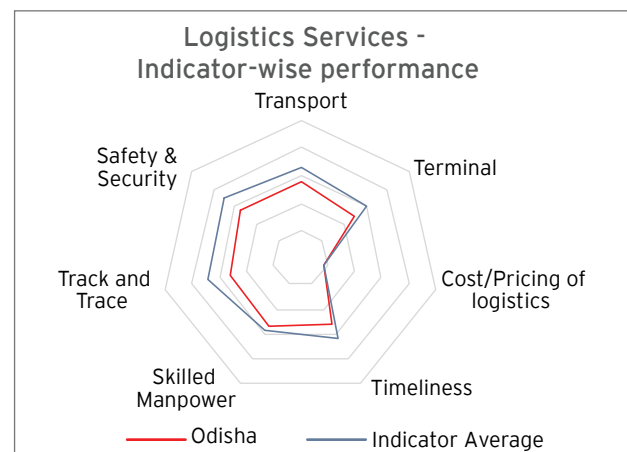 Logistics Services -
Indicator-wise performance
Transport
Safety &
Security
Terminal
Track and
Trace
Cost/Pricing of
logistics
Skilled
Manpower
Timeliness
Odisha
Indicator Average